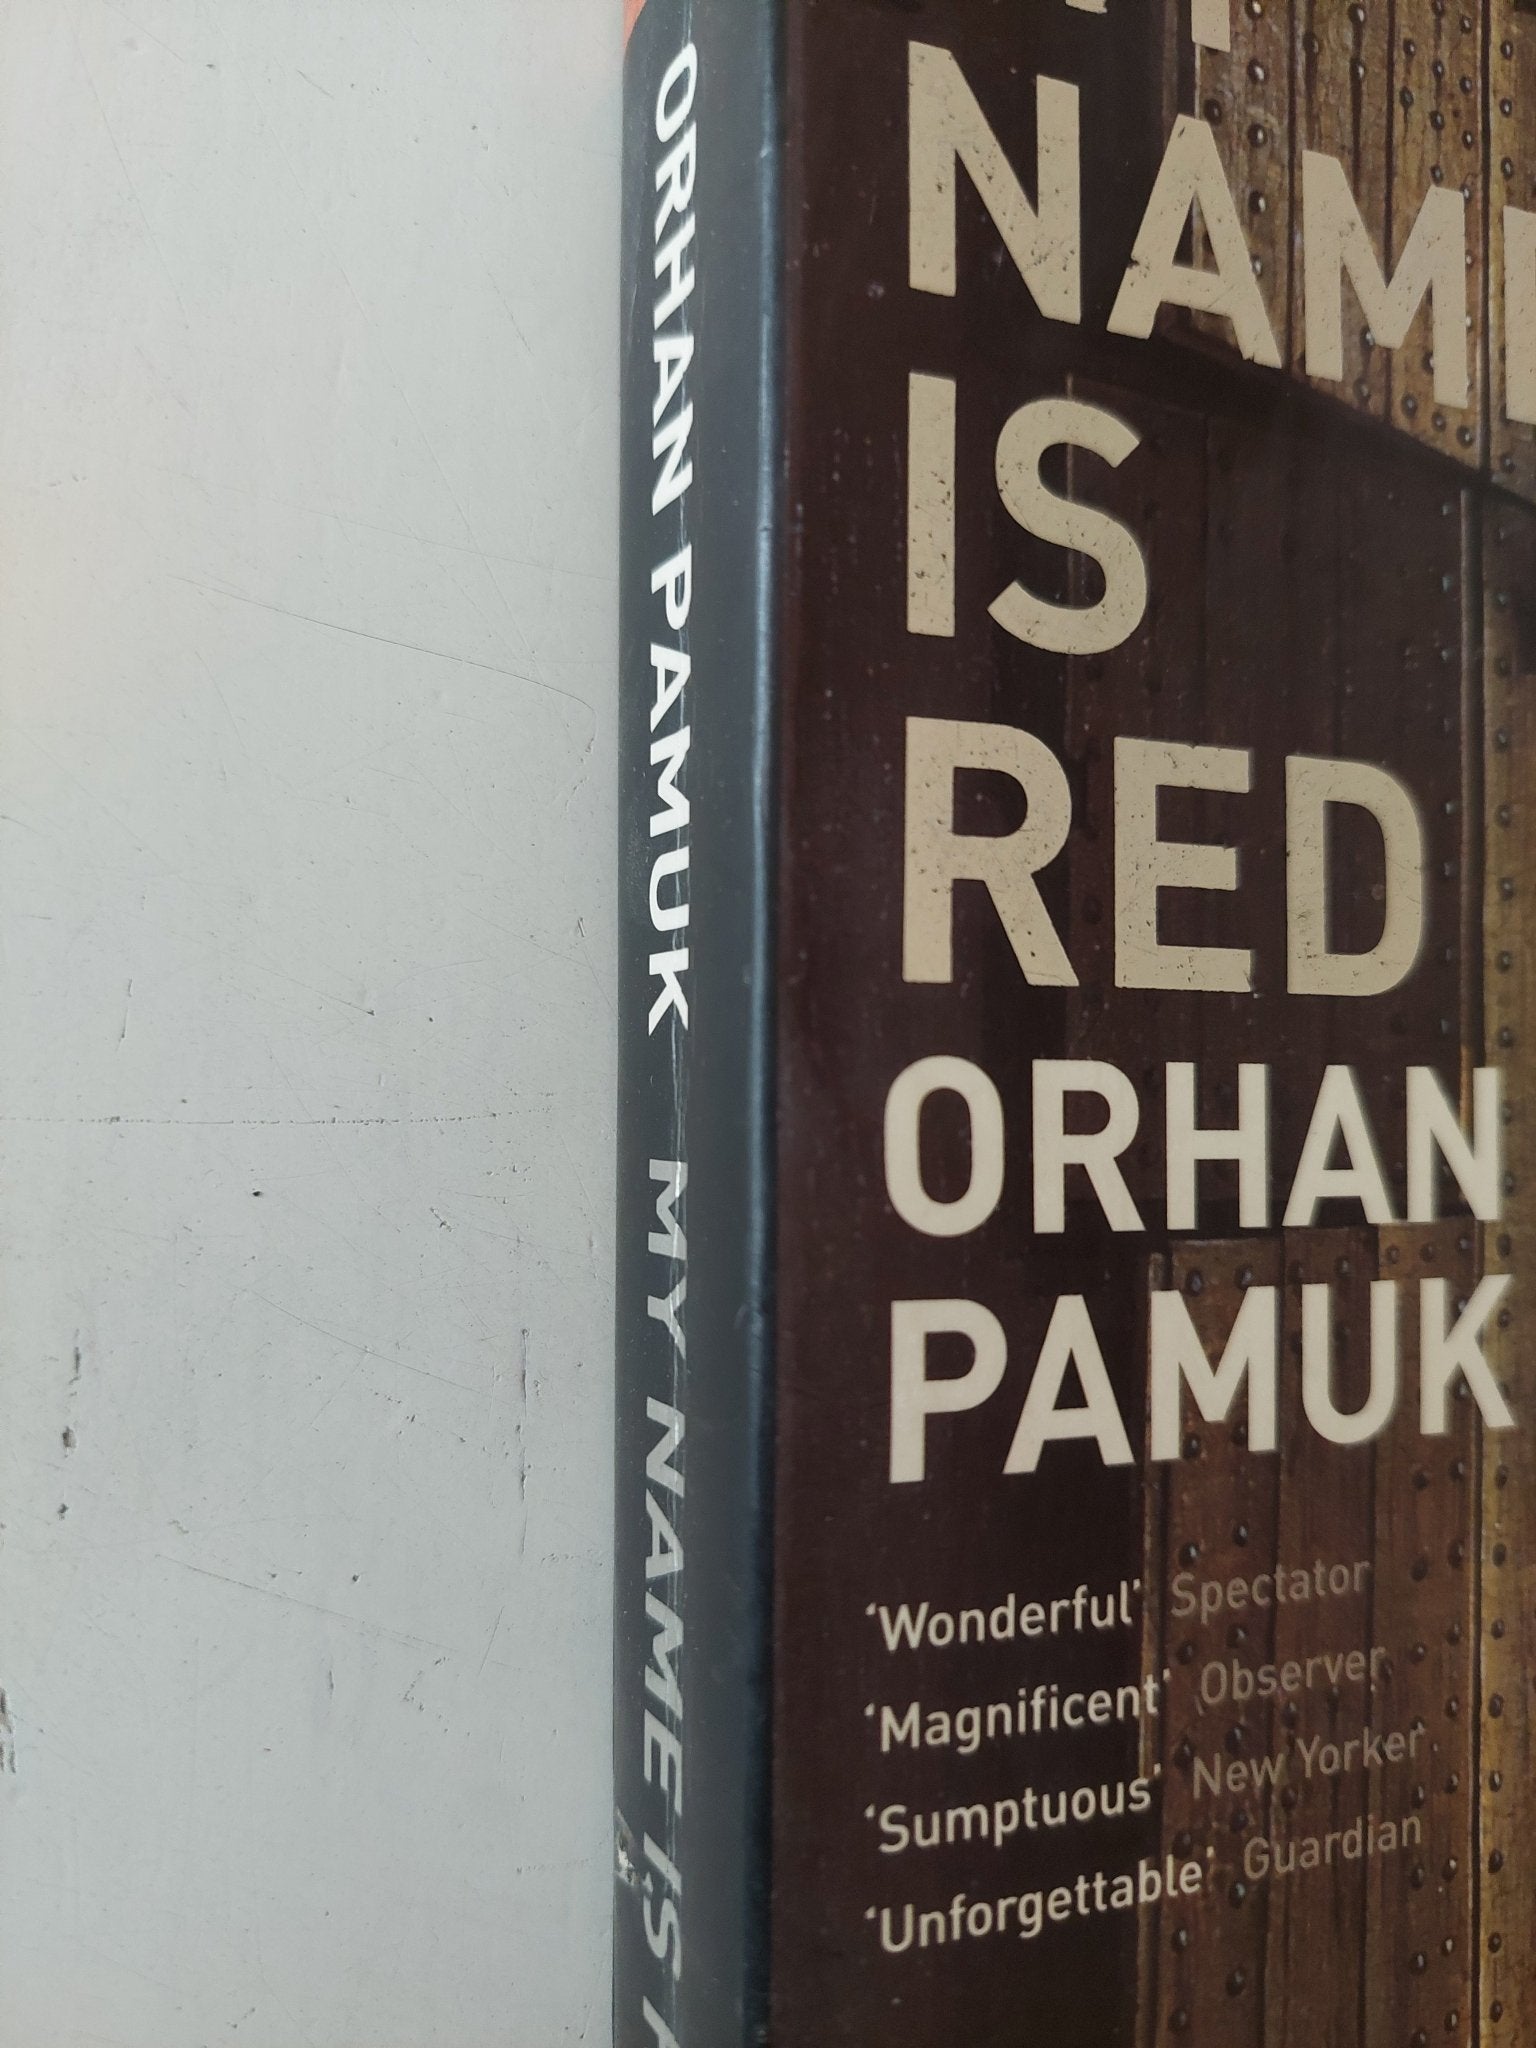 ORHAN PAMUK MY NAME IS
NAME
IS
RED
ORHAN
PAMUK
‘Wonderful’ Spectator
‘Magnificent’ Observer
‘Sumptuous’ New Yorker
‘Unforgettable’ Guardian